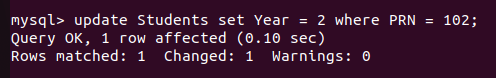 mysql> update Students set Year = 2 where PRN = 102;
Query OK, 1 row affected (0.10 sec)
Rows matched: 1  Changed: 1  Warnings: 0